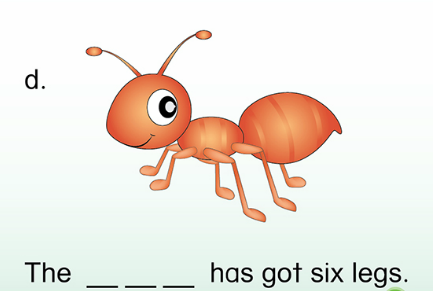 d.
The __ __ __ has got six legs.